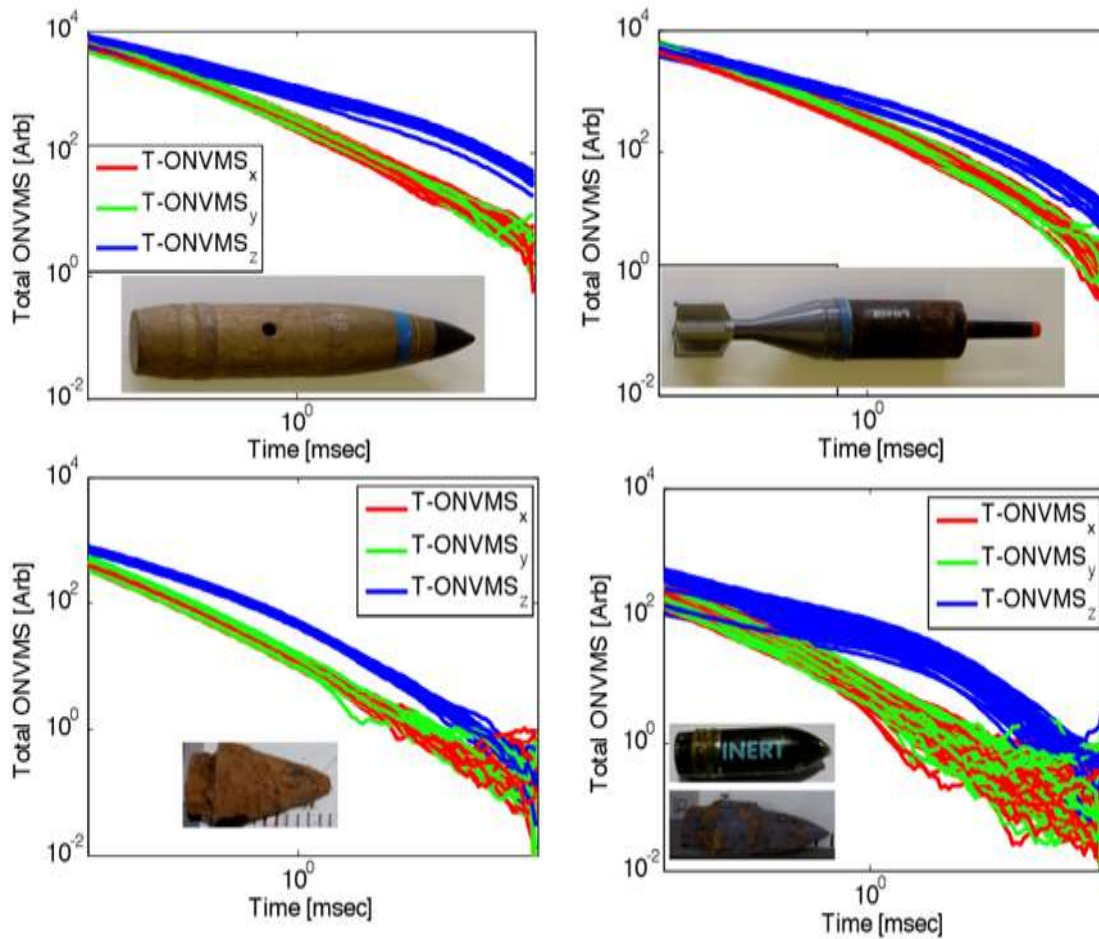 10^4
10^2
10^0
10^-2
Total ONVMS [Arb]
T-ONVMS_x
T-ONVMS_y
T-ONVMS_z
10^0
Time [msec]
10^4
10^2
10^0
10^-2
Total ONVMS [Arb]
10^0
Time [msec]
10^4
10^2
10^0
10^-2
Total ONVMS [Arb]
T-ONVMS_x
T-ONVMS_y
T-ONVMS_z
10^0
Time [msec]
10^4
10^2
10^0
10^-2
Total ONVMS [Arb]
T-ONVMS_x
T-ONVMS_y
T-ONVMS_z
INERT
10^0
Time [msec]